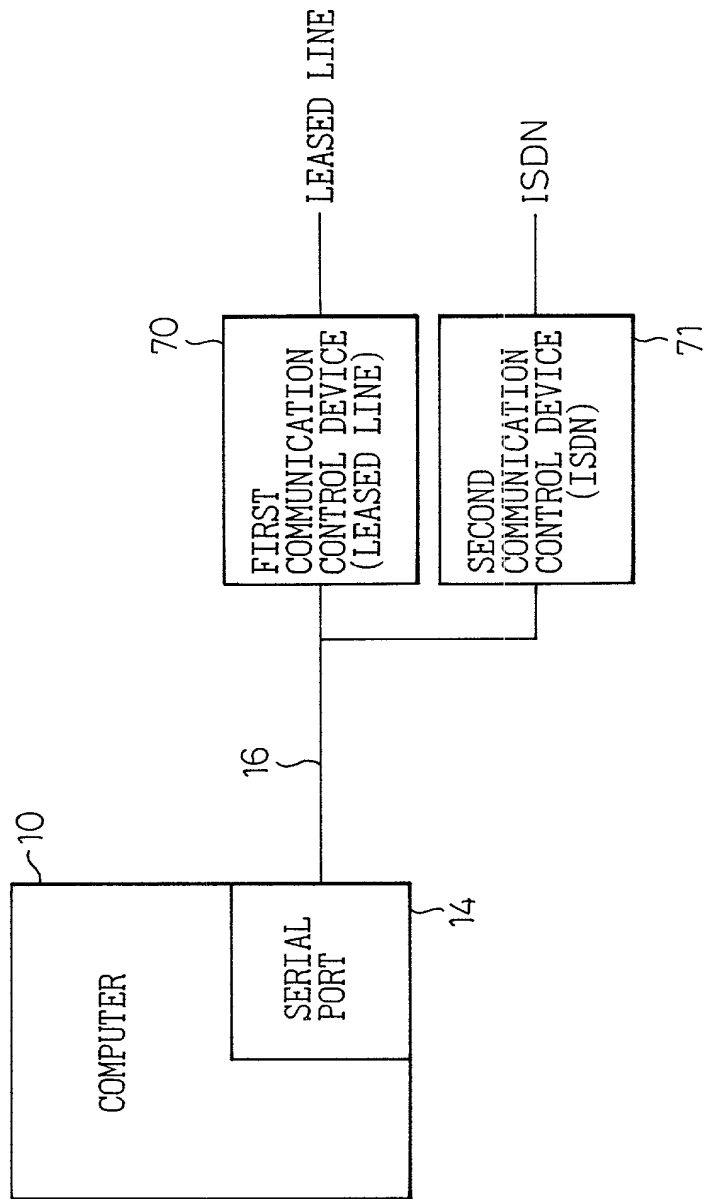 COMPUTER
10
SERIAL
PORT
14
16
70
FIRST
COMMUNICATION
CONTROL DEVICE
(LEASED LINE)
LEASED LINE
SECOND
COMMUNICATION
CONTROL DEVICE
(ISDN)
71
ISDN